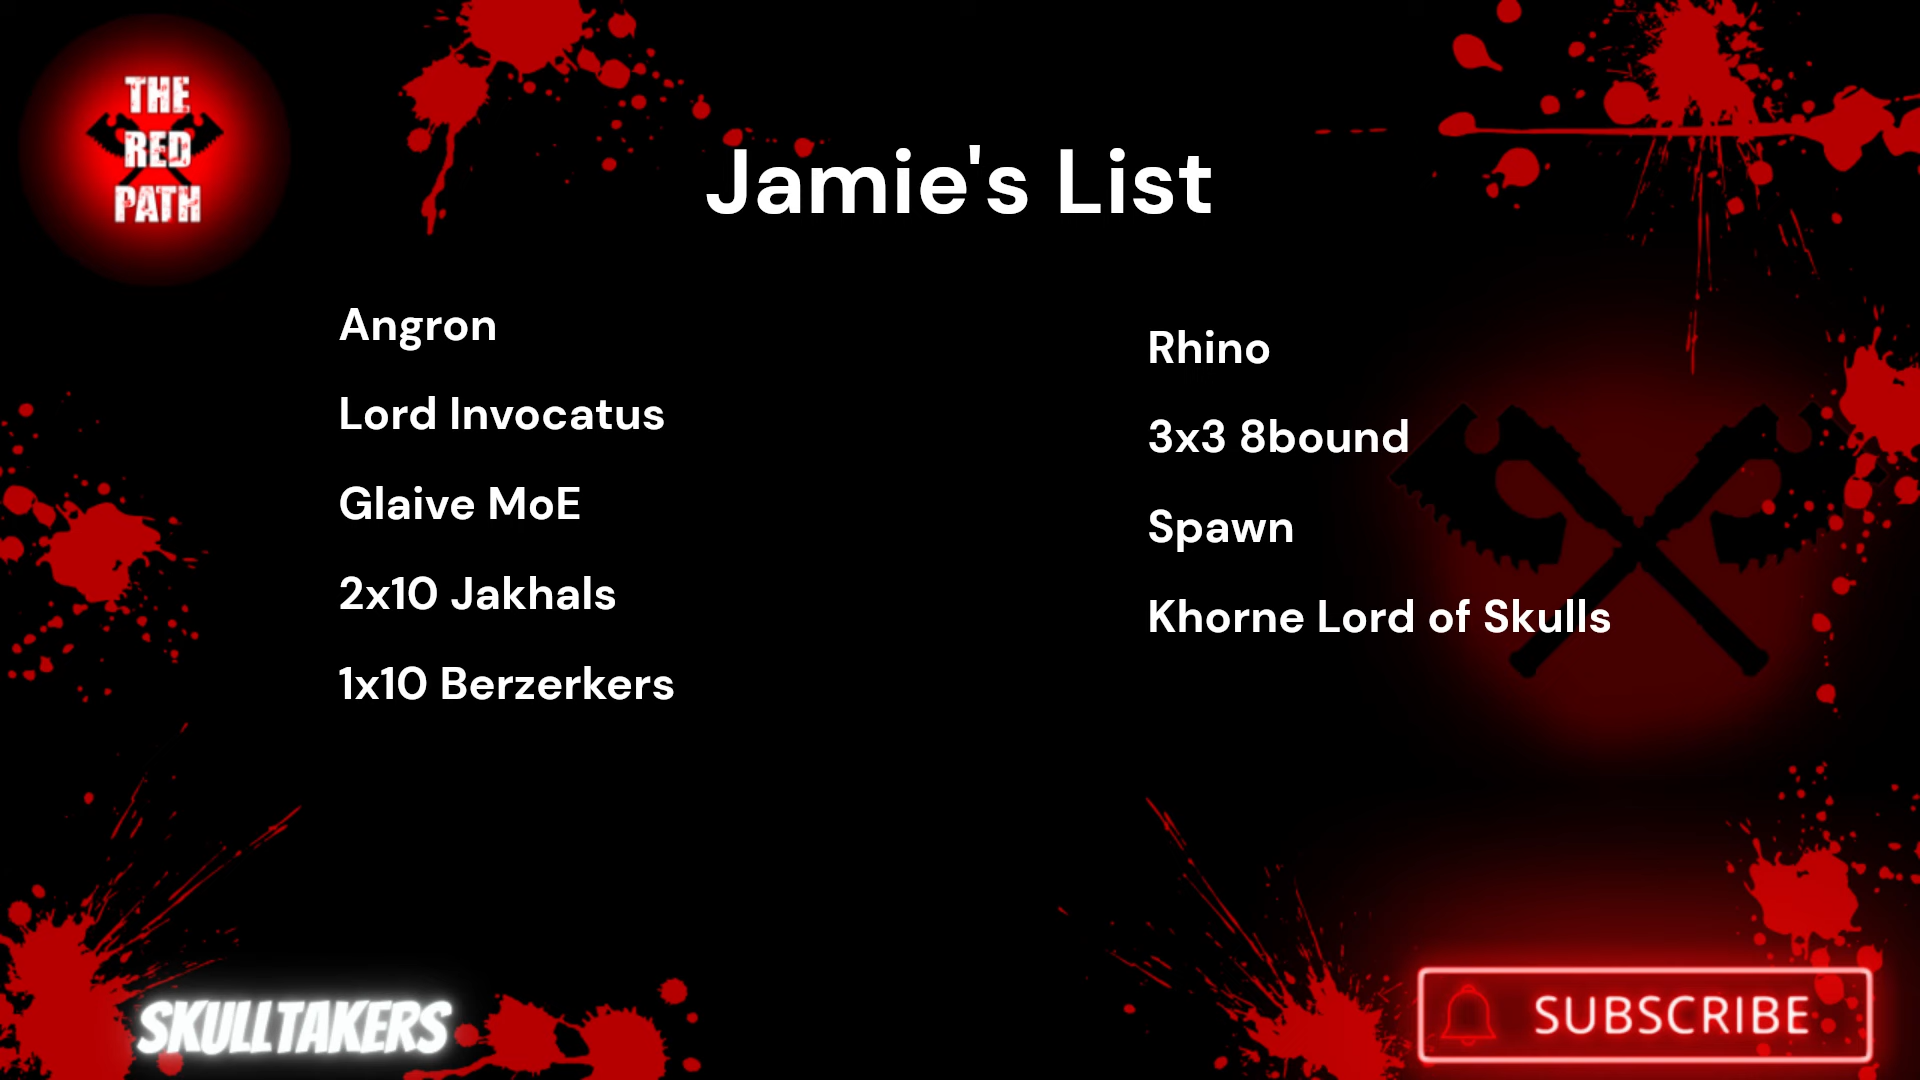 THE
RED
PATH
Jamie's List
Angron
Lord Invocatus
Glaive MoE
2x10 Jakhals
1x10 Berzerkers
Rhino
3x3 8bound
Spawn
Khorne Lord of Skulls
SKULLTAKERS
SUBSCRIBE